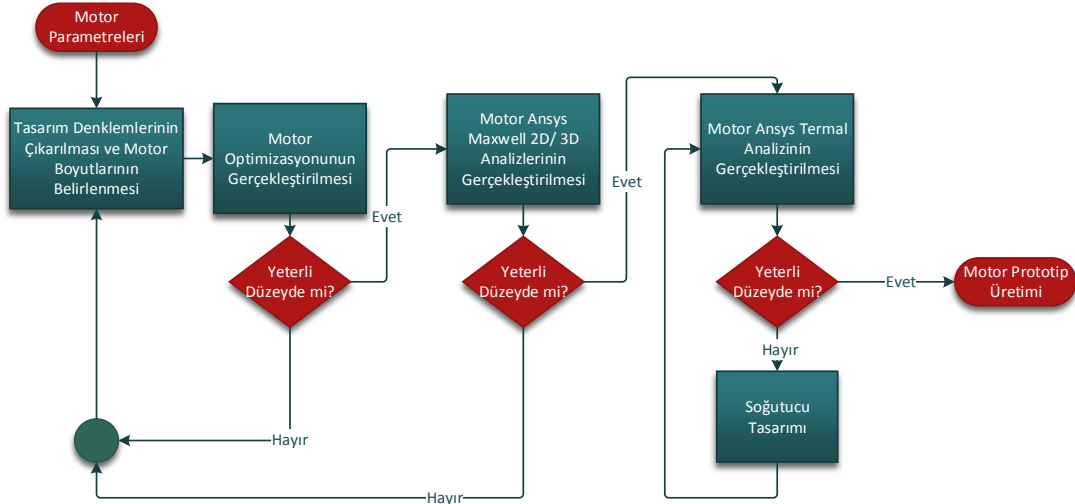 Motor
Parametreleri
Tasarım Denklemlerinin
Çıkarılması ve Motor
Boyutlarının
Belirlenmesi
Motor
Optimizasyonunun
Gerçekleştirilmesi
Yeterli
Düzeyde mi?
Evet
Hayır
Motor Ansys
Maxwell 2D/ 3D
Analizlerinin
Gerçekleştirilmesi
Yeterli
Düzeyde mi?
Evet
Hayır
Motor Ansys Termal
Analizinin
Gerçekleştirilmesi
Yeterli
Düzeyde mi?
Evet
Hayır
Soğutucu
Tasarımı
Motor Prototip
Üretimi